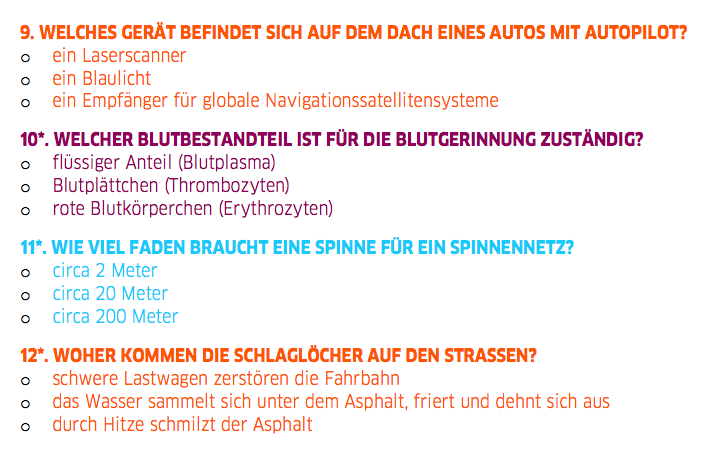 9. WELCHES GERÄT BEFINDET SICH AUF DEM DACH EINES AUTOS MIT AUTOPILOT?
o ein Laserscanner
o ein Blaulicht
o ein Empfänger für globale Navigationssatellitensysteme
10*. WELCHER BLUTBESTANDTEIL IST FÜR DIE BLUTGERINNUNG ZUSTÄNDIG?
o flüssiger Anteil (Blutplasma)
o Blutplättchen (Thrombozyten)
o rote Blutkörperchen (Erythrozyten)
11*. WIE VIEL FADEN BRAUCHT EINE SPINNE FÜR EIN SPINNENNETZ?
o circa 2 Meter
o circa 20 Meter
o circa 200 Meter
12*. WOHER KOMMEN DIE SCHLAGLÖCHER AUF DEN STRASSEN?
o schwere Lastwagen zerstören die Fahrbahn
o das Wasser sammelt sich unter dem Asphalt, friert und dehnt sich aus
o durch Hitze schmilzt der Asphalt